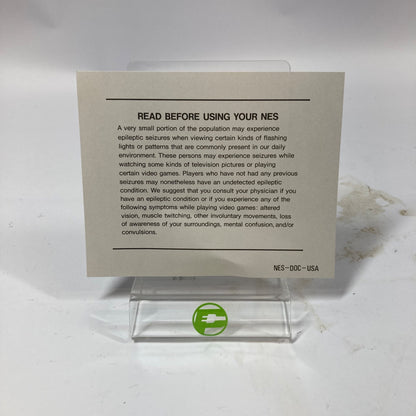 READ BEFORE USING YOUR NES
A very small portion of the population may experience
epileptic seizures when viewing certain kinds of flashing
lights or patterns that are commonly present in our daily
environment. These persons may experience seizures while
watching some kinds of television pictures or playing
certain video games. Players who have not had any previous
seizures may nonetheless have an undetected epileptic
condition. We suggest that you consult your physician if you
have an epileptic condition or if you experience any of the
following symptoms while playing video games: altered
vision, muscle twitching, other involuntary movements, loss
of awareness of your surroundings, mental confusion, and/or
convulsions.
NES-DOC-USA